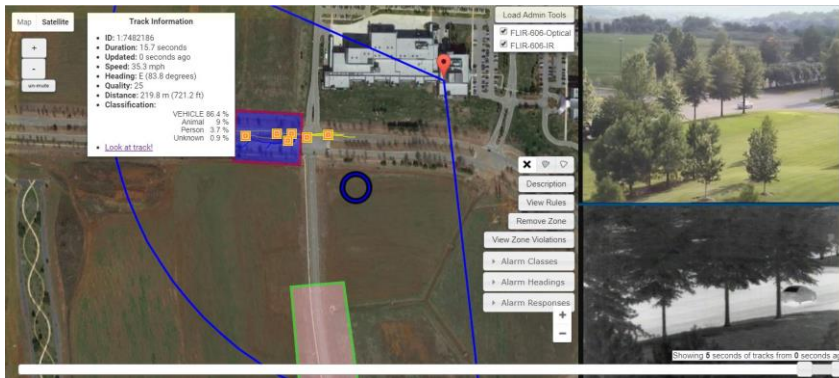 Map
Satellite
+
-
un-mute
Track Information
ID: 1:7482186
Duration: 15.7 seconds
Updated: 0 seconds ago
Speed: 35.3 mph
Heading: E (83.8 degrees)
Quality: 25
Distance: 219.8 m (721.2 ft)
Classification:
VEHICLE 86.4 %
Animal 9 %
Person 3.7 %
Unknown 0.9 %
Look at track!
Load Admin Tools
FLIR-606-Optical
FLIR-606-IR
Description
View Rules
Remove Zone
View Zone Violations
Alarm Classes
Alarm Headings
Alarm Responses
+
−
Showing 5 seconds of tracks from 0 seconds ag